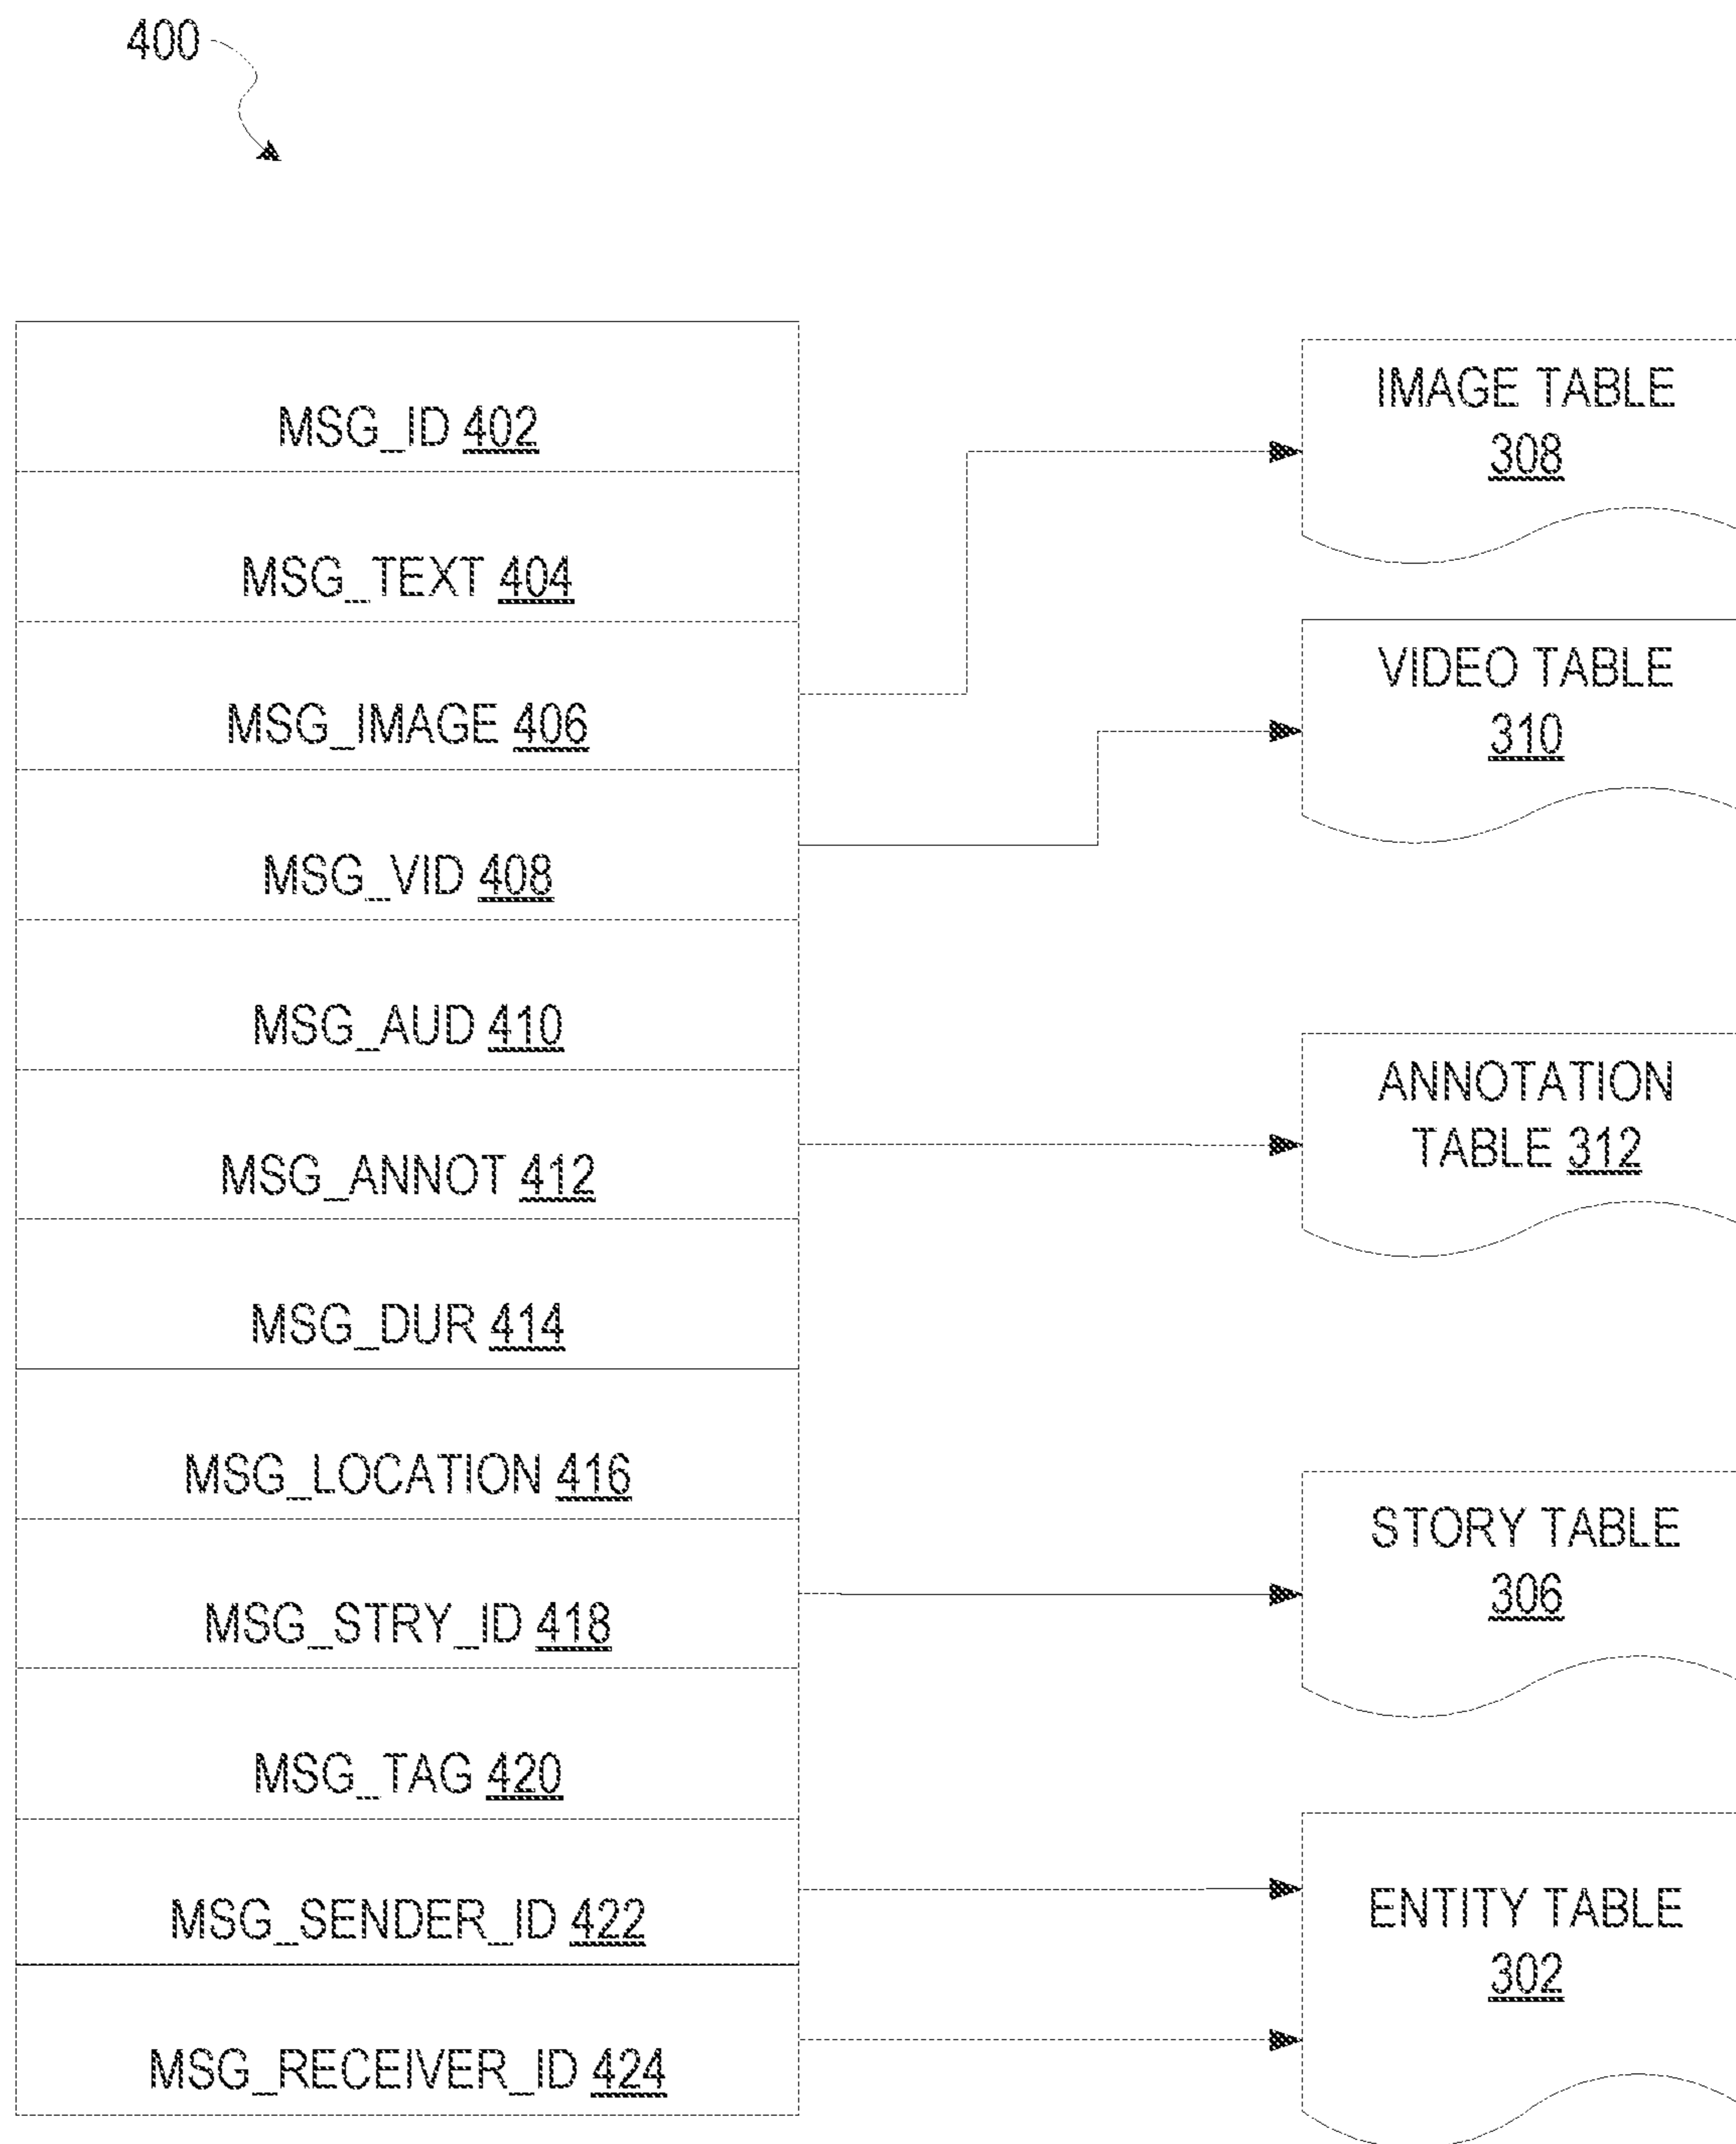 400
MSG_ID 402
MSG_TEXT 404
MSG_IMAGE 406
MSG_VID 408
MSG_AUD 410
MSG_ANNOT 412
MSG_DUR 414
MSG_LOCATION 416
MSG_STRY_ID 418
MSG_TAG 420
MSG_SENDER_ID 422
MSG_RECEIVER_ID 424
IMAGE TABLE
308
VIDEO TABLE
310
ANNOTATION
TABLE 312
STORY TABLE
306
ENTITY TABLE
302